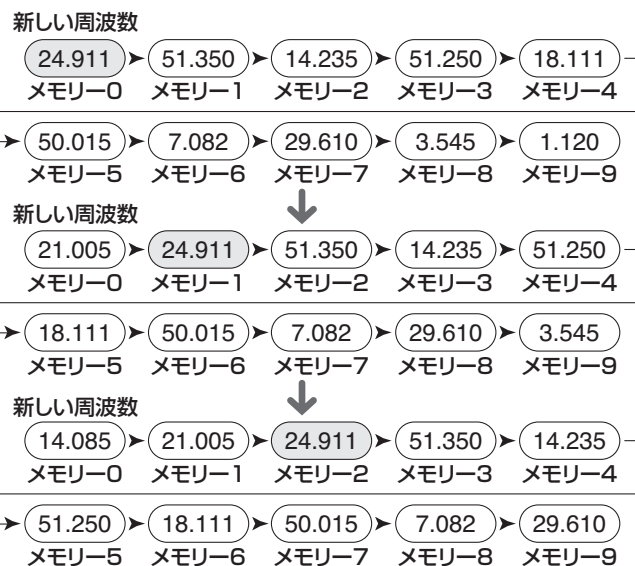 新しい周波数
24.911 51.350 14.235 51.250 18.111
メモリー0 メモリー1 メモリー2 メモリー3 メモリー4
50.015 7.082 29.610 3.545 1.120
メモリー5 メモリー6 メモリー7 メモリー8 メモリー9
新しい周波数
21.005 24.911 51.350 14.235 51.250
メモリー0 メモリー1 メモリー2 メモリー3 メモリー4
18.111 50.015 7.082 29.610 3.545
メモリー5 メモリー6 メモリー7 メモリー8 メモリー9
新しい周波数
14.085 21.005 24.911 51.350 14.235
メモリー0 メモリー1 メモリー2 メモリー3 メモリー4
51.250 18.111 50.015 7.082 29.610
メモリー5 メモリー6 メモリー7 メモリー8 メモリー9